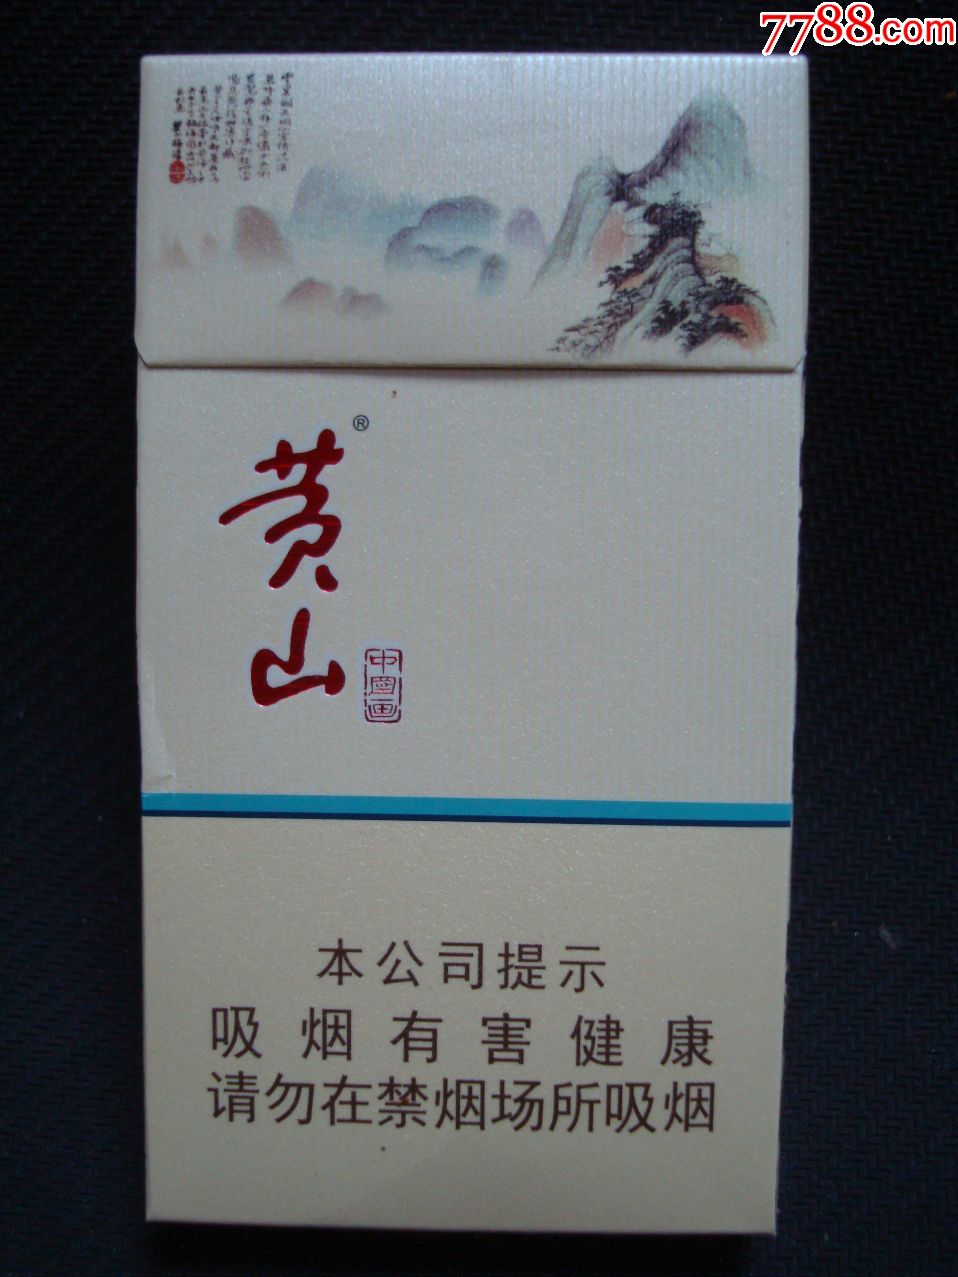 7788.com
黄山
®
中国画
本公司提示
吸烟有害健康
请勿在禁烟场所吸烟